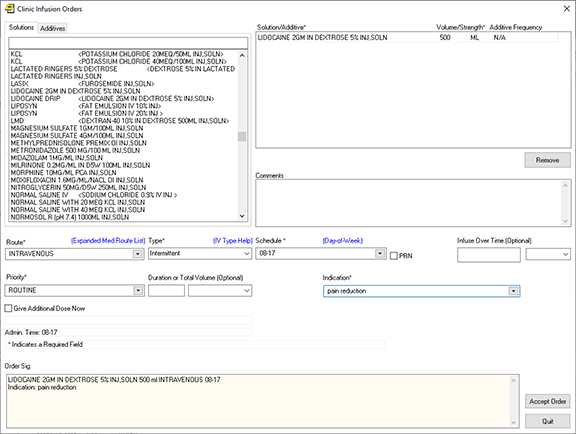 Clinic Infusion Orders
Solutions Additives
KCL <POTASSIUM CHLORIDE 20MEQ/50ML INJ,SOLN>
KCL <POTASSIUM CHLORIDE 40MEQ/100ML INJ,SOLN>
LACTATED RINGERS 5% DEXTROSE <DEXTROSE 5% IN LACTATED
LACTATED RINGERS INJ,SOLN
LASIX <FUROSEMIDE INJ,SOLN>
LIDOCAINE 2GM IN DEXTROSE 5% INJ,SOLN
LIDOCAINE DRIP <LIDOCAINE 2GM IN DEXTROSE 5% INJ,SOLN>
LIPOSYN <FAT EMULSION IV 10% INJ >
LIPOSYN <FAT EMULSION IV 20% INJ >
LMD <DEXTRAN-40 10% IN DEXTROSE 500ML INJ,SOLN>
MAGNESIUM SULFATE 1GM/100ML INJ,SOLN
MAGNESIUM SULFATE 4GM/100ML INJ,SOLN
METHYLPREDNISOLONE PREMIX 0I INJ,SOLN
METRONIDAZOLE 500 MG/100 ML INJ,SOLN
MIDAZOLAM 1MG/ML INJ,SOLN
MILRINONE 0.2MG/ML IN D5W 100ML INJ,SOLN
MORPHINE 10MG/ML PCA INJ,SOLN
MOXIFLOXACIN 1.6MG/ML/NACL 0I INJ,SOLN
NITROGLYCERIN 50MG/D5W 250ML INJ,SOLN
NORMAL SALINE IV <SODIUM CHLORIDE 0.9% IV INJ >
NORMAL SALINE WITH 20 MEQ KCL INJ,SOLN
NORMAL SALINE WITH 40 MEQ KCL INJ,SOLN
NORMOSOL R (pH 7.4) 1000ML INJ,SOLN
Solution/Additive* Volume/Strength* Additive Frequency
LIDOCAINE 2GM IN DEXTROSE 5% INJ,SOLN 500 ML N/A
Remove
Comments
Route* (Expanded Med Route List) Type* (IV Type Help) Schedule * (Day-of-Week) Infuse Over Time (Optional)
INTRAVENOUS Intermittent 08-17 PRN
Priority* Duration or Total Volume (Optional) Indication*
ROUTINE pain reduction
Give Additional Dose Now
Admin. Time: 08-17
* Indicates a Required Field
Order Sig.
LIDOCAINE 2GM IN DEXTROSE 5% INJ,SOLN 500 ml INTRAVENOUS 08-17
Indication: pain reduction
Accept Order
Quit